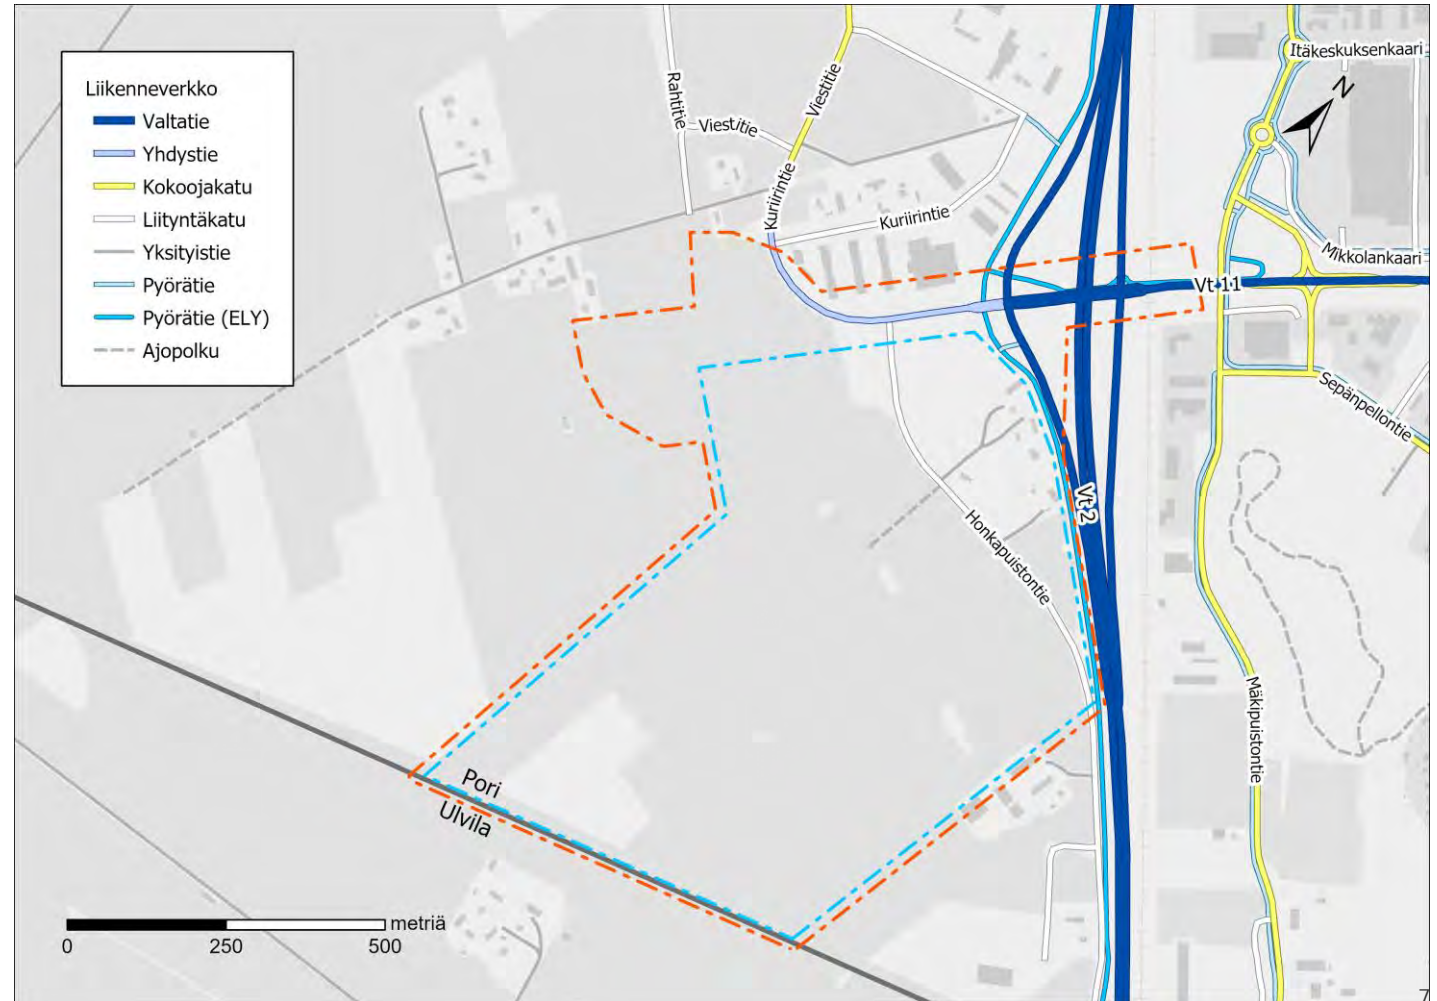 Liikenneverkko
Valtatie
Yhdystie
Kokoojakatu
Liityntäkatu
Yksityistie
Pyörätie
Pyörätie (ELY)
Ajopolku
Rahtitie
Viestitie
Viestitie
Kuriirintie
Kuriirintie
Itäkeskuksenkaari
N
Mikkolankaari
Vt 11
Sepänpellontie
Vt 2
Honkapuistontie
Mäkipuistontie
Pori
Ulvila
metriä
0 250 500
7